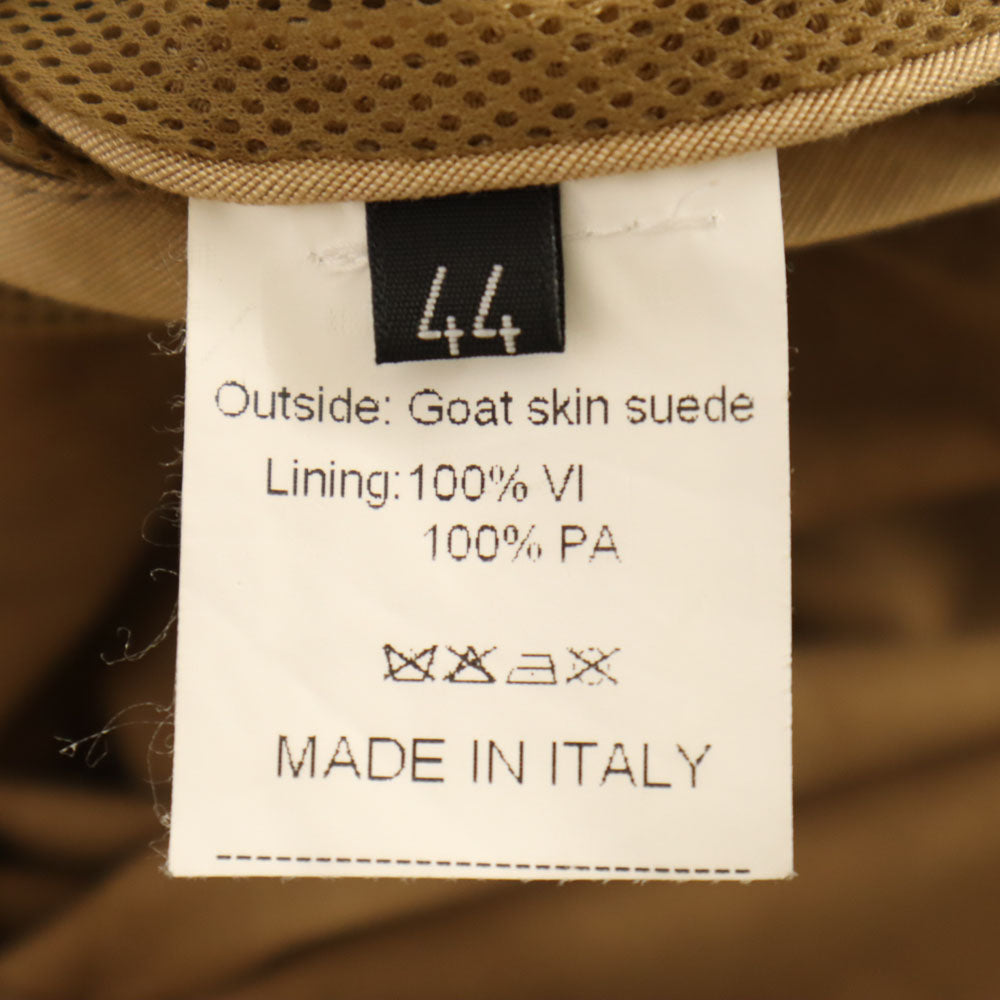 44
Outside: Goat skin suede
Lining:100% VI
100% PA
MADE IN ITALY